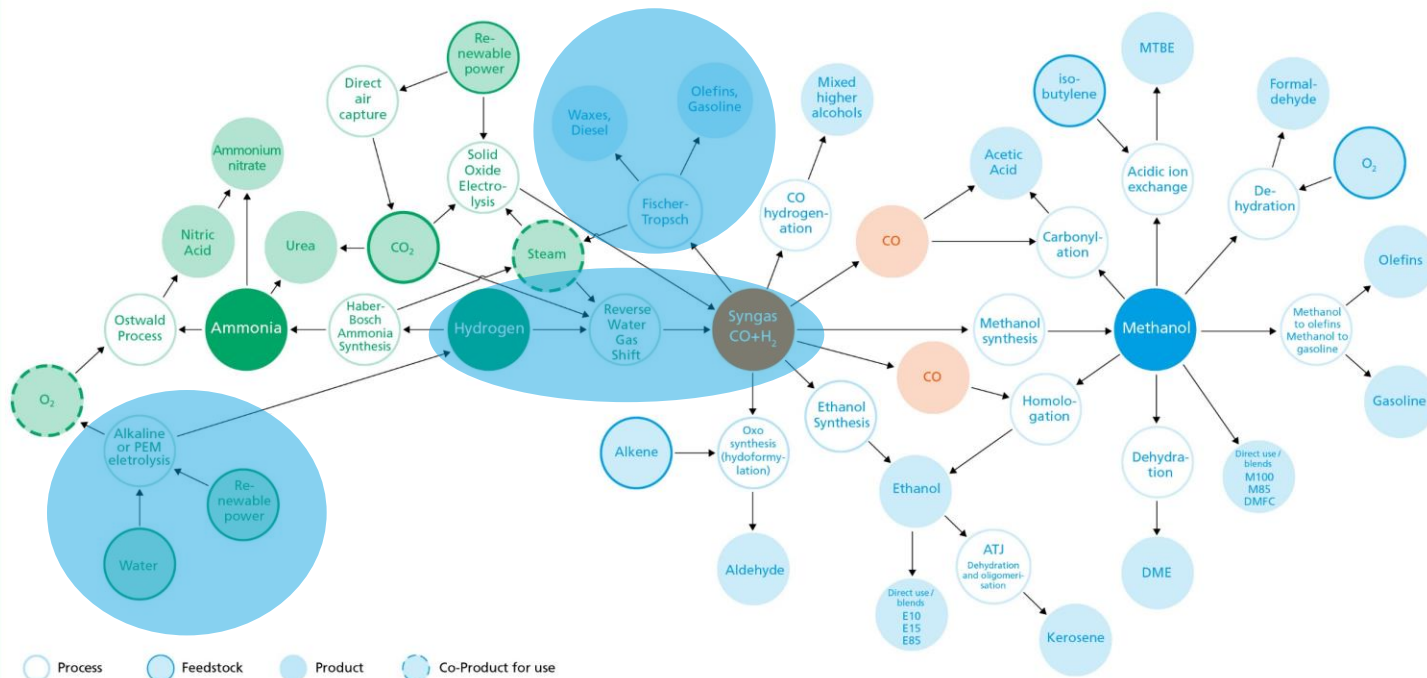 Re-
newable
power
Direct
air
capture
Ammonium
nitrate
Solid
Oxide
Electro-
lysis
Waxes,
Diesel
Olefins,
Gasoline
Mixed
higher
alcohols
MTBE
iso-
butylene
Formal-
dehyde
Nitric
Acid
Urea
CO₂
Steam
Fischer-
Tropsch
CO
hydrogen-
ation
Acetic
Acid
Acidic ion
exchange
De-
hydration
O₂
CO
Carbonyl-
ation
Olefins
Ostwald
Process
Ammonia
Haber-
Bosch
Ammonia
Synthesis
Hydrogen
Reverse
Water
Gas
Shift
Syngas
CO+H₂
Methanol
synthesis
Methanol
Methanol
to olefins
Methanol to
gasoline
O₂
Alkaline
or PEM
eletrolysis
CO
Ethanol
Synthesis
Homolo-
gation
Gasoline
Alkene
Oxo
synthesis
(hydoformy-
lation)
Dehydra-
tion
Direct use /
blends
M100
M85
DMFC
Re-
newable
power
Ethanol
Water
Aldehyde
ATJ
Dehydration
and oligomeri-
sation
DME
Direct use /
blends
E10
E15
E85
Kerosene
Process
Feedstock
Product
Co-Product for use